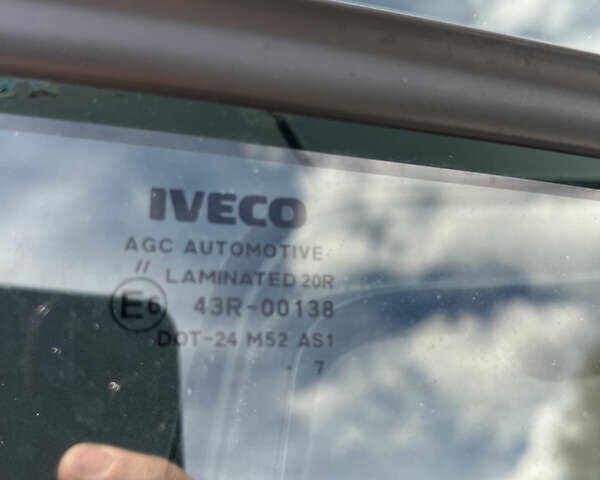 IVECO
AGC AUTOMOTIVE
// LAMINATED 20R
E6 43R-00138
DOT-24 M52 AS1
. 7